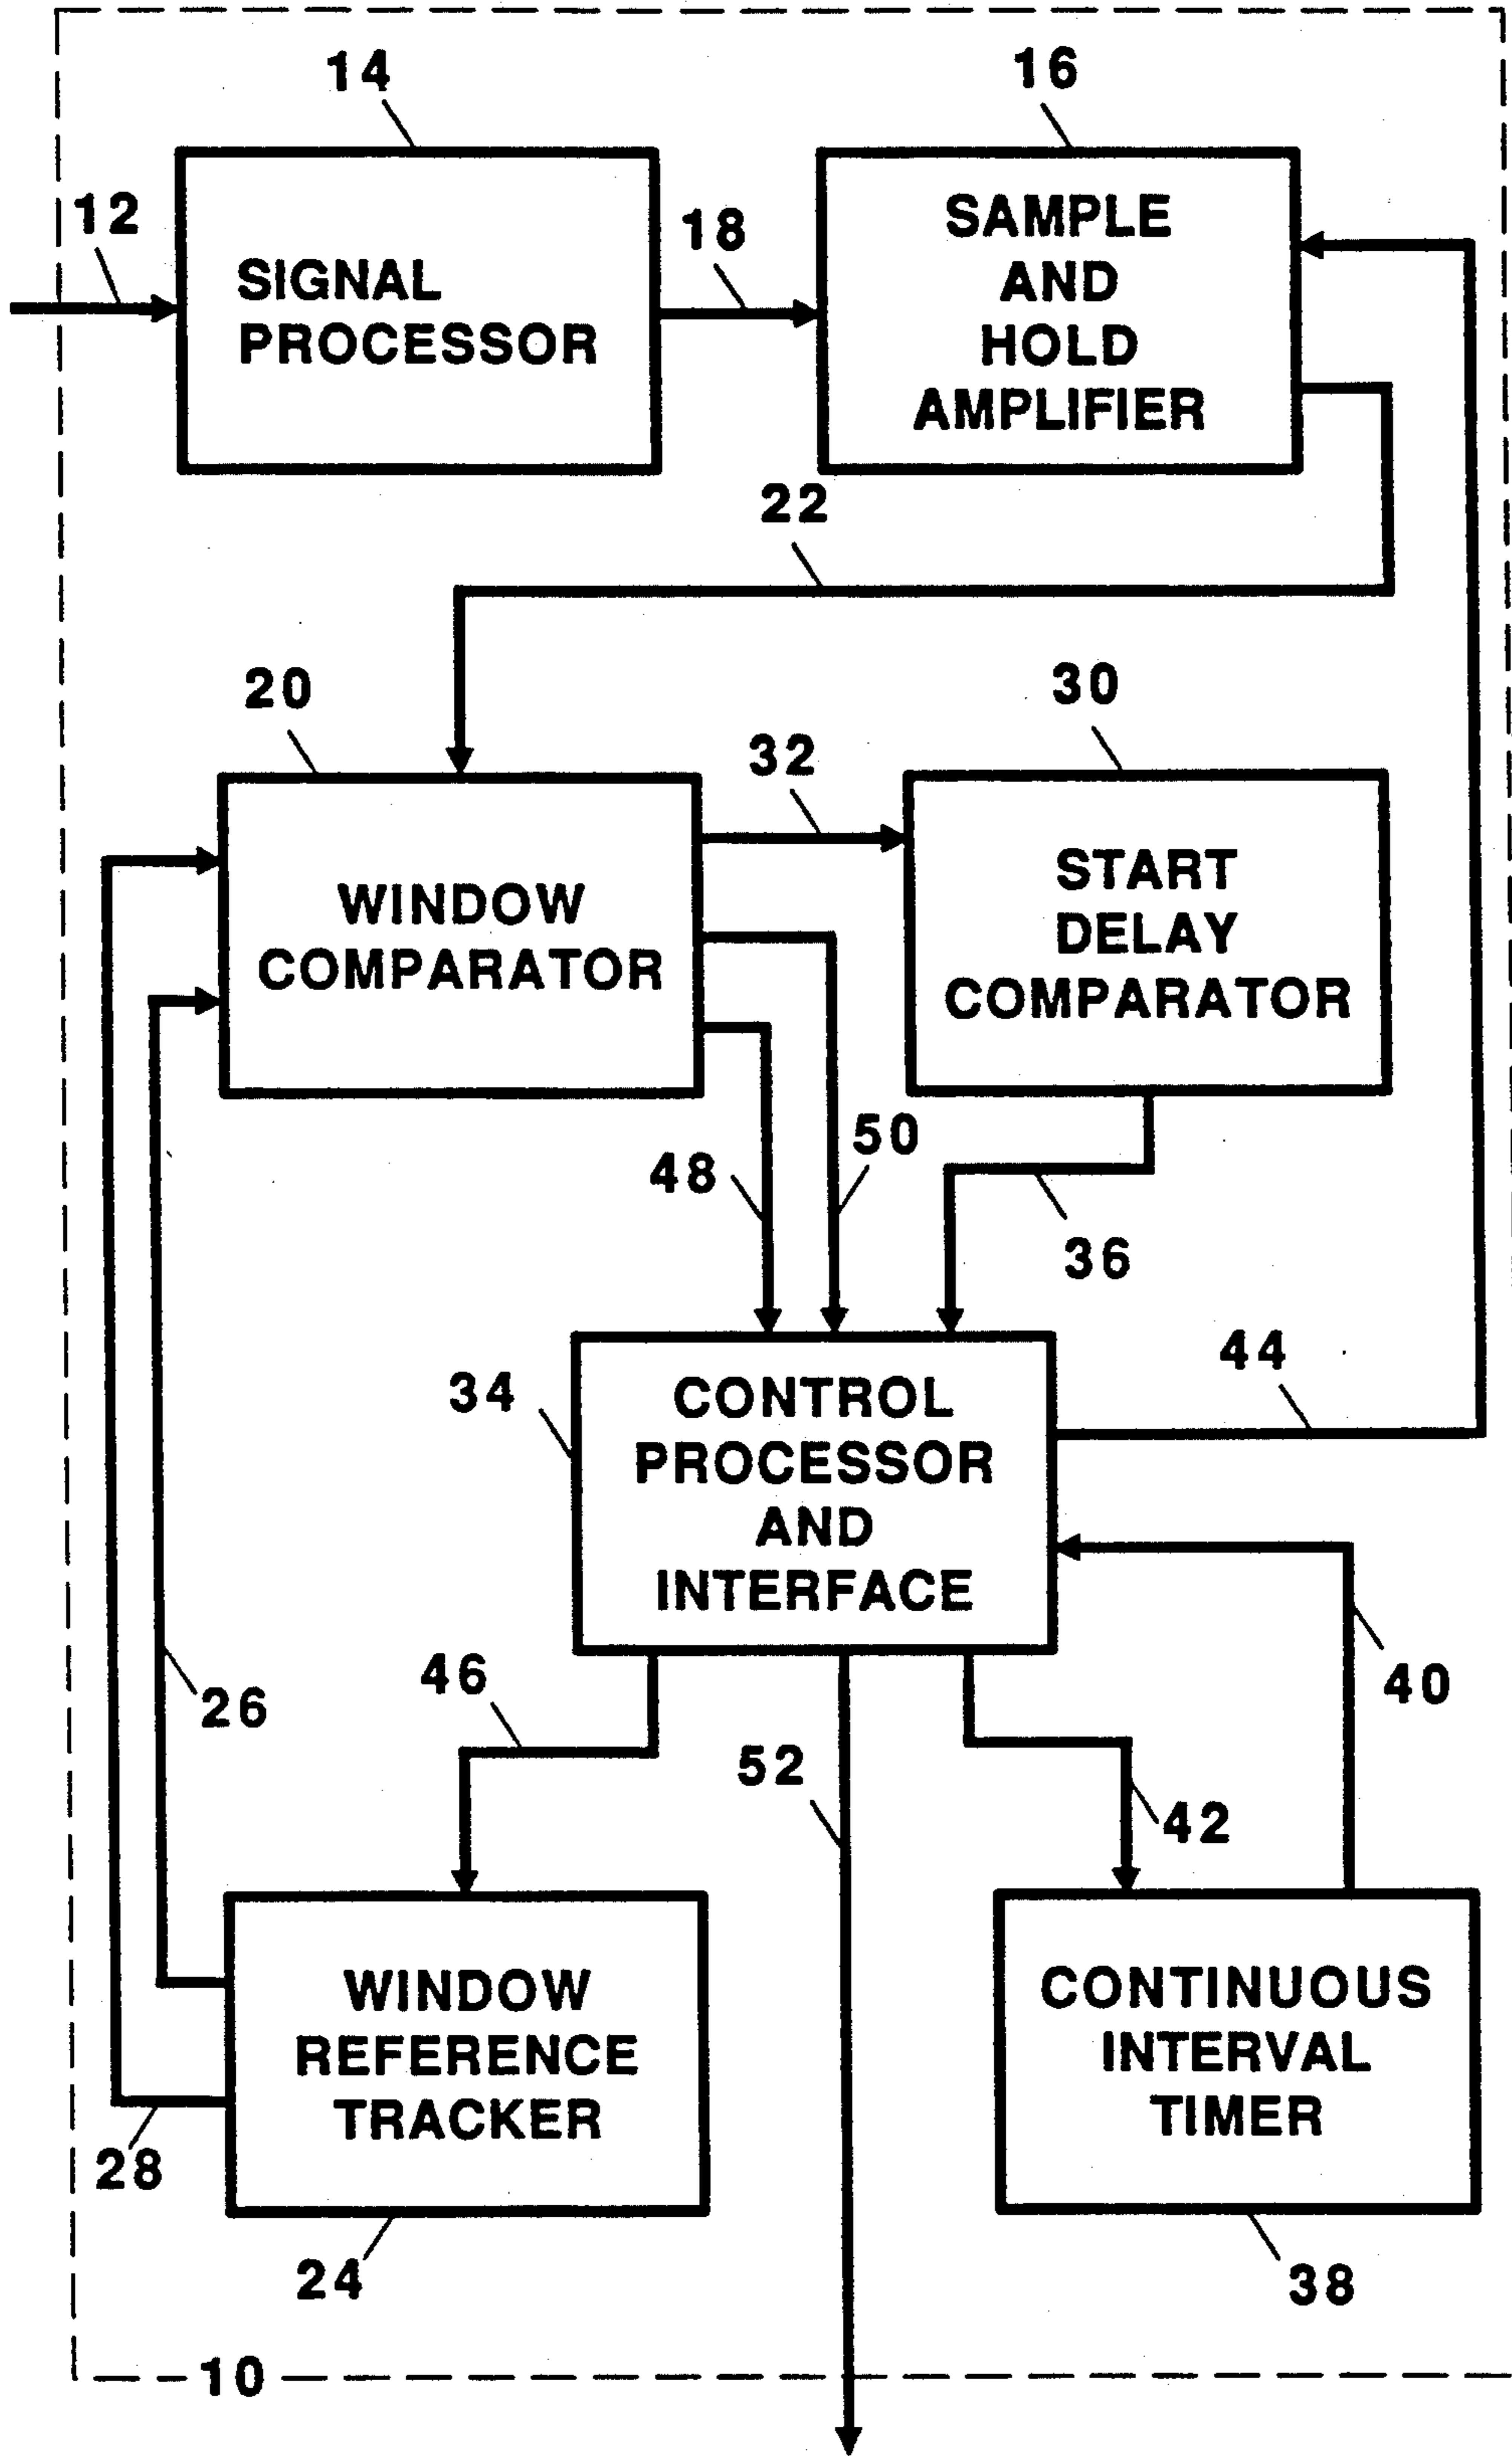 14
16
12
SIGNAL
PROCESSOR
18
SAMPLE
AND
HOLD
AMPLIFIER
22
20
30
32
WINDOW
COMPARATOR
START
DELAY
COMPARATOR
48
50
36
34
CONTROL
PROCESSOR
AND
INTERFACE
44
26
46
52
42
40
WINDOW
REFERENCE
TRACKER
CONTINUOUS
INTERVAL
TIMER
28
24
38
10